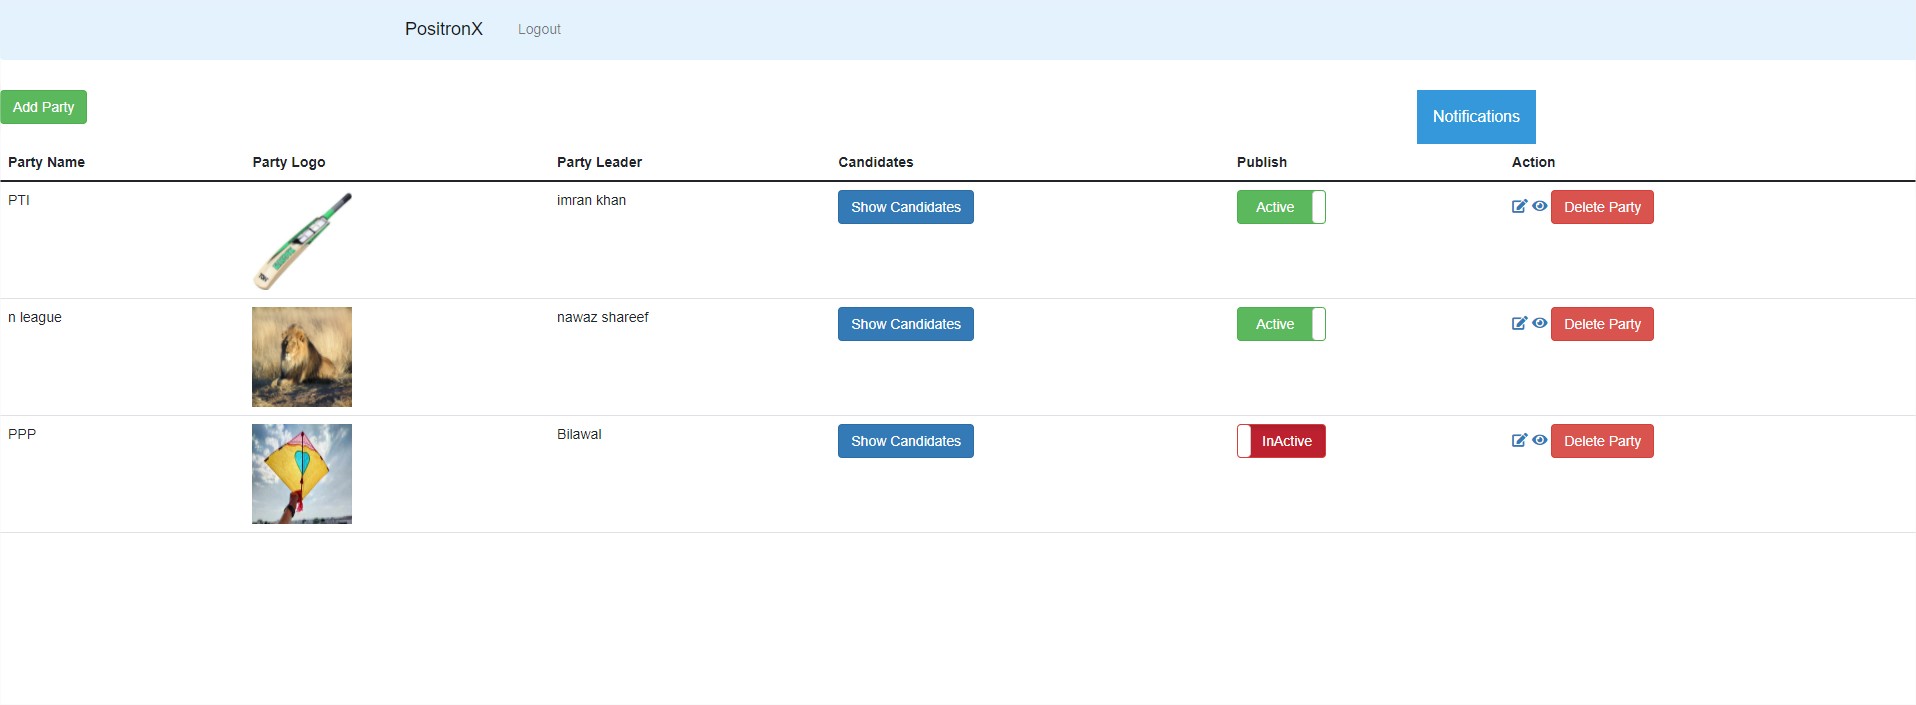 PositronX Logout
Add Party Notifications
Party Name Party Logo Party Leader Candidates Publish Action
PTI imran khan Show Candidates Active Delete Party
n league nawaz shareef Show Candidates Active Delete Party
PPP Bilawal Show Candidates InActive Delete Party